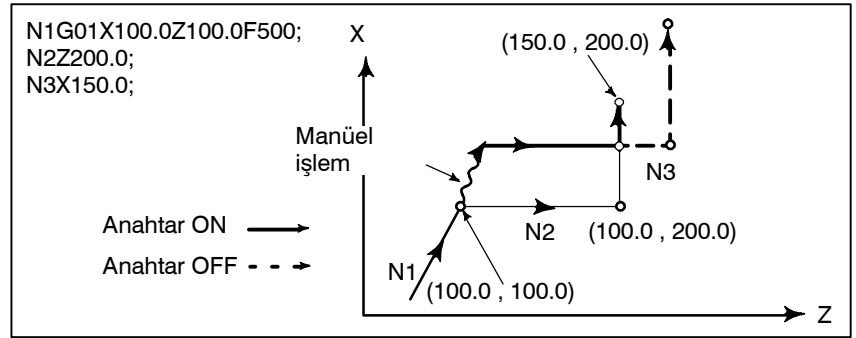 N1G01X100.0Z100.0F500;
N2Z200.0;
N3X150.0;
X
(150.0 , 200.0)
Manüel
işlem
N3
Anahtar ON
N2
(100.0 , 200.0)
Anahtar OFF
N1
(100.0 , 100.0)
Z